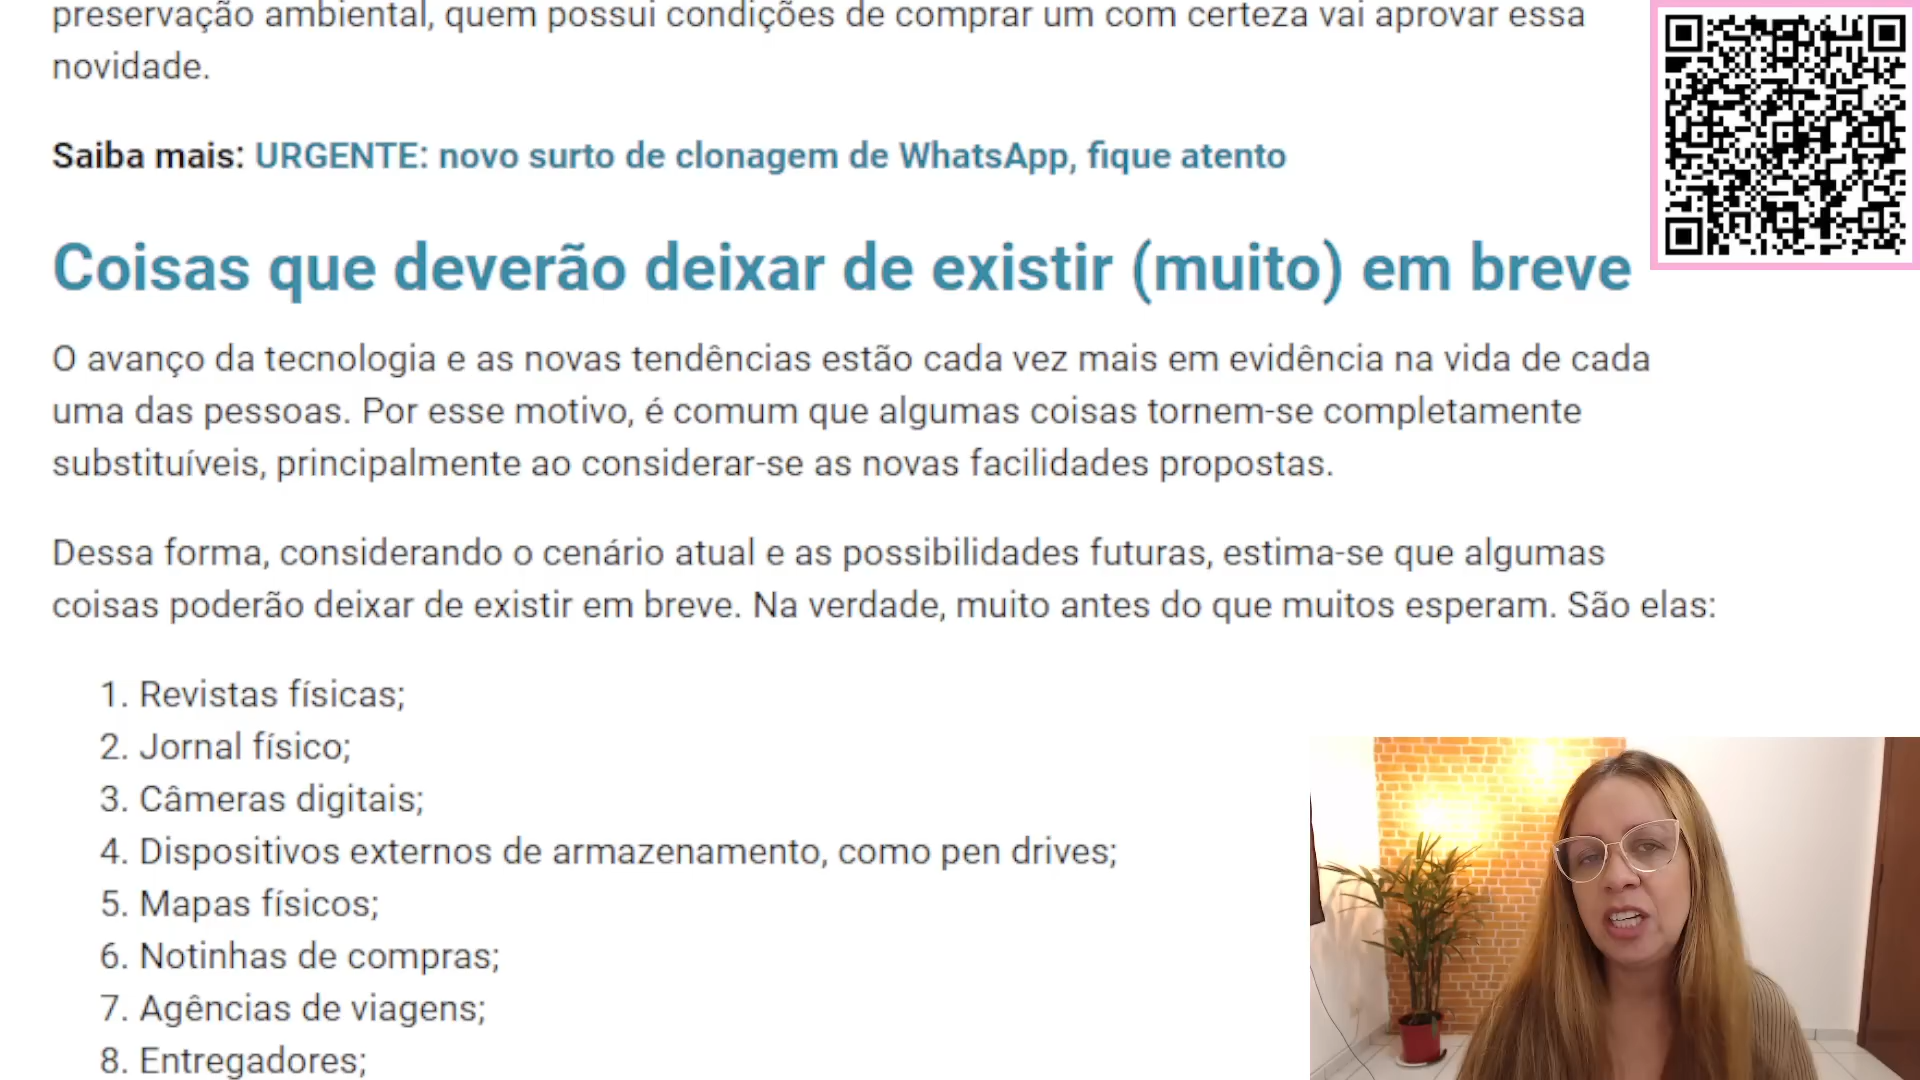 preservação ambiental, quem possui condições de comprar um com certeza vai aprovar essa
novidade.
Saiba mais: URGENTE: novo surto de clonagem de WhatsApp, fique atento
Coisas que deverão deixar de existir (muito) em breve
O avanço da tecnologia e as novas tendências estão cada vez mais em evidência na vida de cada
uma das pessoas. Por esse motivo, é comum que algumas coisas tornem-se completamente
substituíveis, principalmente ao considerar-se as novas facilidades propostas.
Dessa forma, considerando o cenário atual e as possibilidades futuras, estima-se que algumas
coisas poderão deixar de existir em breve. Na verdade, muito antes do que muitos esperam. São elas:
1. Revistas físicas;
2. Jornal físico;
3. Câmeras digitais;
4. Dispositivos externos de armazenamento, como pen drives;
5. Mapas físicos;
6. Notinhas de compras;
7. Agências de viagens;
8. Entregadores;